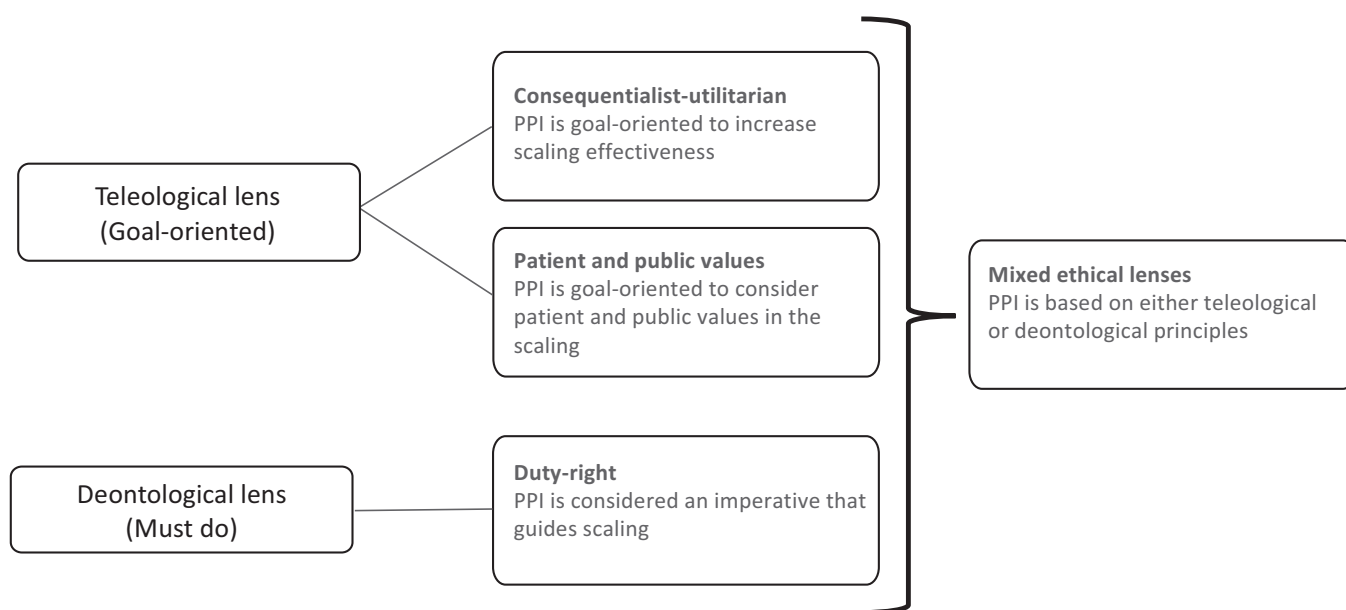 Teleological lens
(Goal-oriented)
Consequentialist-utilitarian
PPI is goal-oriented to increase
scaling effectiveness
Patient and public values
PPI is goal-oriented to consider
patient and public values in the
scaling
Deontological lens
(Must do)
Duty-right
PPI is considered an imperative that
guides scaling
Mixed ethical lenses
PPI is based on either teleological
or deontological principles